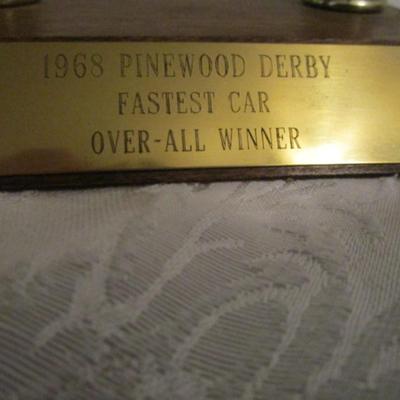 1968 PINEWOOD DERBY
FASTEST CAR
OVER-ALL WINNER